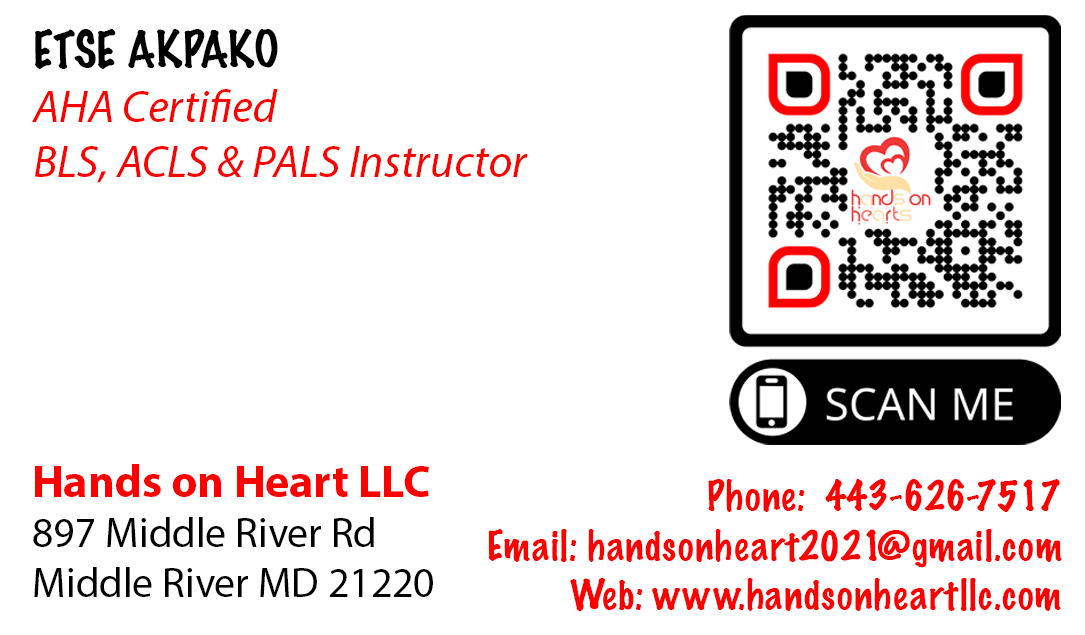 ETSE AKPAKO
AHA Certified
BLS, ACLS & PALS Instructor
hands on
hearts
SCAN ME
Hands on Heart LLC
897 Middle River Rd
Middle River MD 21220
Phone: 443-626-7517
Email: handsonheart2021@gmail.com
Web: www.handsonheartllc.com